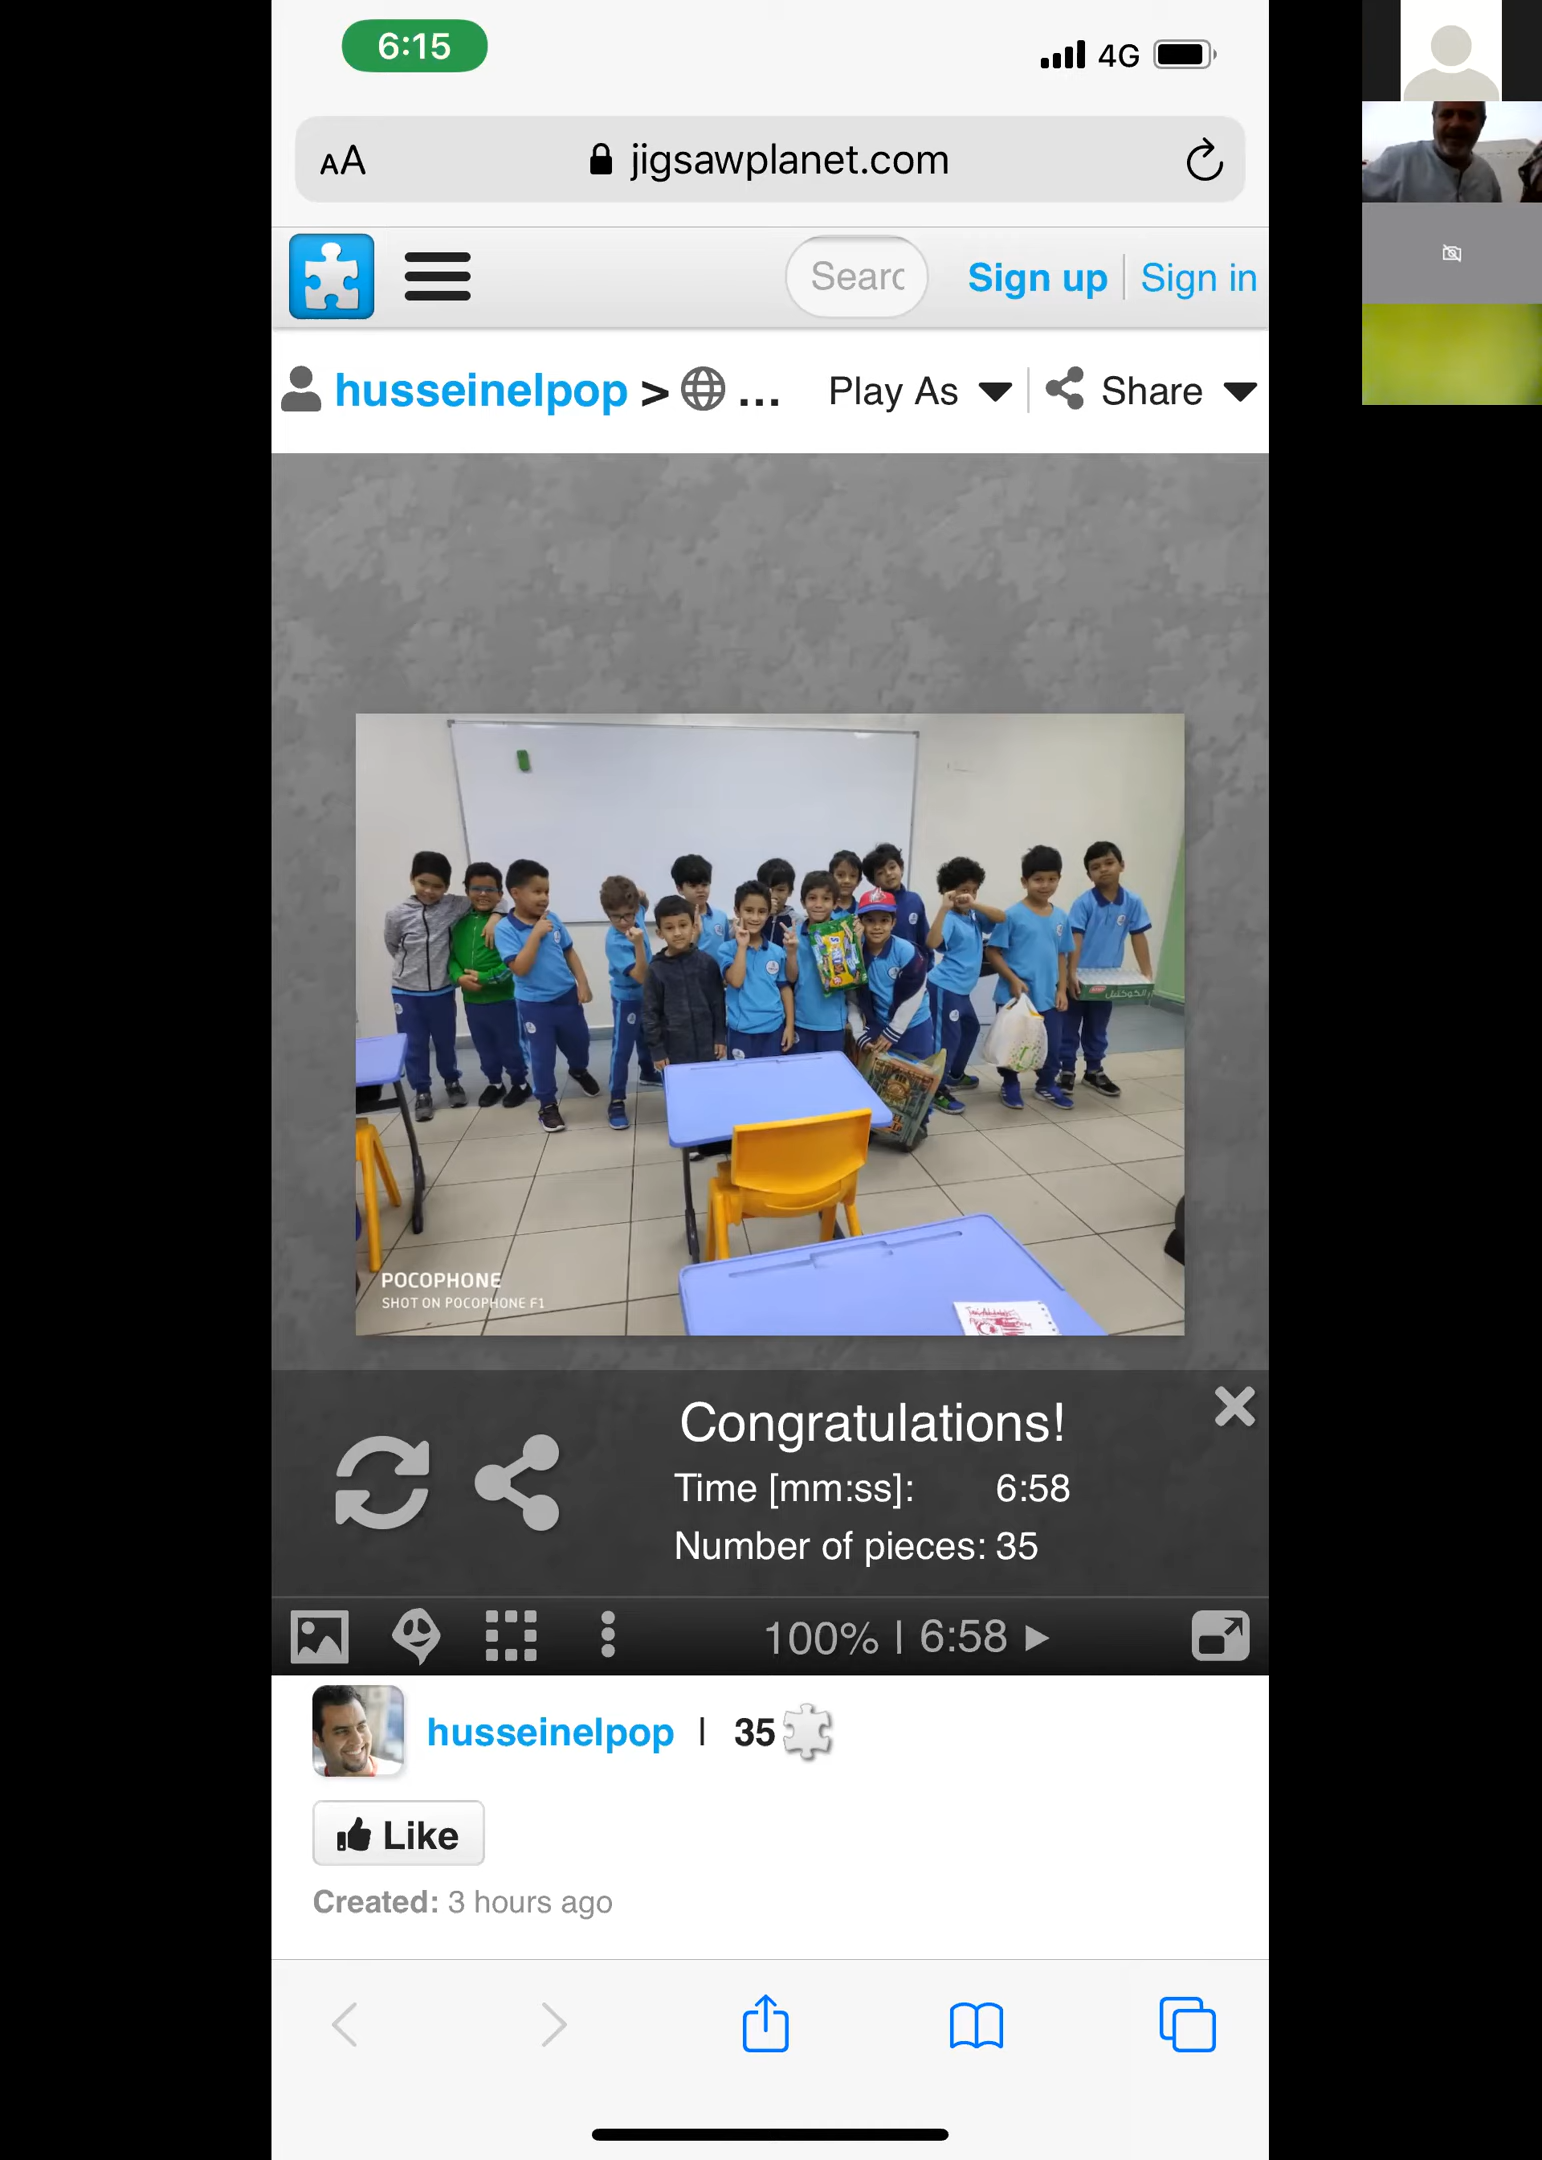 6:15
4G
AA
jigsawplanet.com
Searc
Sign up
Sign in
husseinelpop > ...
Play As
Share
الكوكتيل
POCOPHONE
SHOT ON POCOPHONE F1
Congratulations!
Time [mm:ss]: 6:58
Number of pieces: 35
100% | 6:58
husseinelpop | 35
Like
Created: 3 hours ago